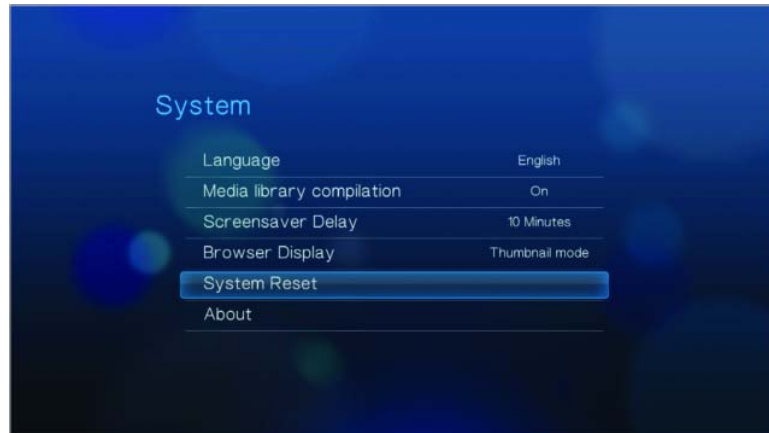 System
Language English
Media library compilation On
Screensaver Delay 10 Minutes
Browser Display Thumbnail mode
System Reset
About